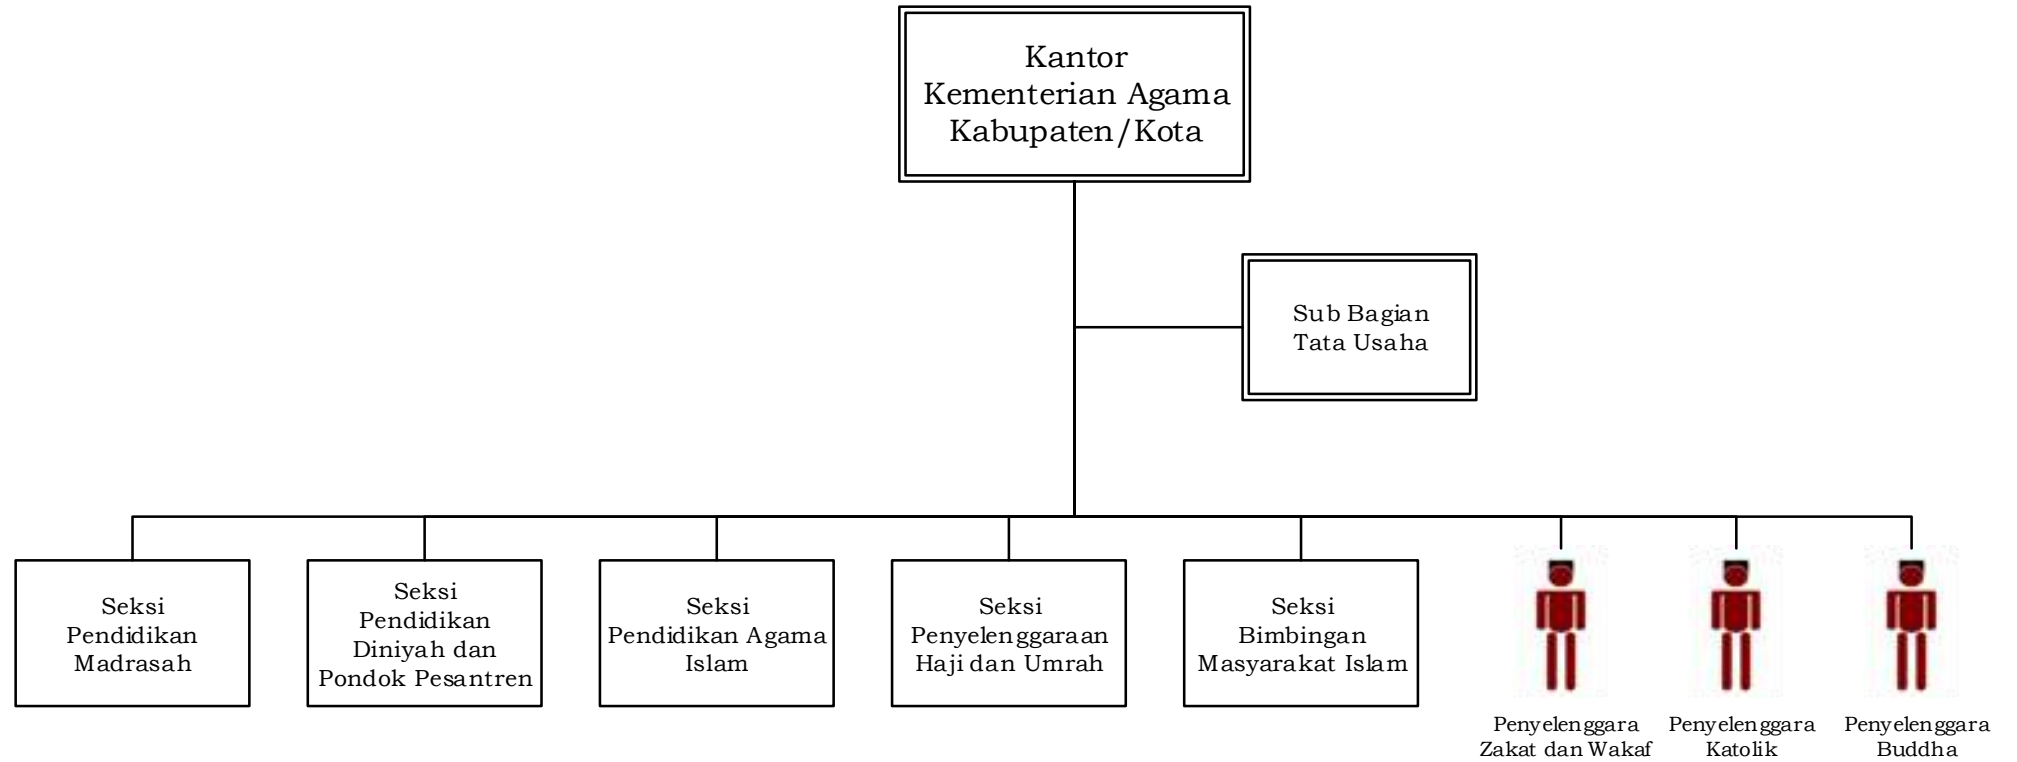 Kantor
Kementerian Agama
Kabupaten/Kota
Sub Bagian
Tata Usaha
Seksi
Pendidikan
Madrasah
Seksi
Pendidikan
Diniyah dan
Pondok Pesantren
Seksi
Pendidikan Agama
Islam
Seksi
Penyelenggaraan
Haji dan Umrah
Seksi
Bimbingan
Masyarakat Islam
Penyelenggara
Zakat dan Wakaf
Penyelenggara
Katolik
Penyelenggara
Buddha